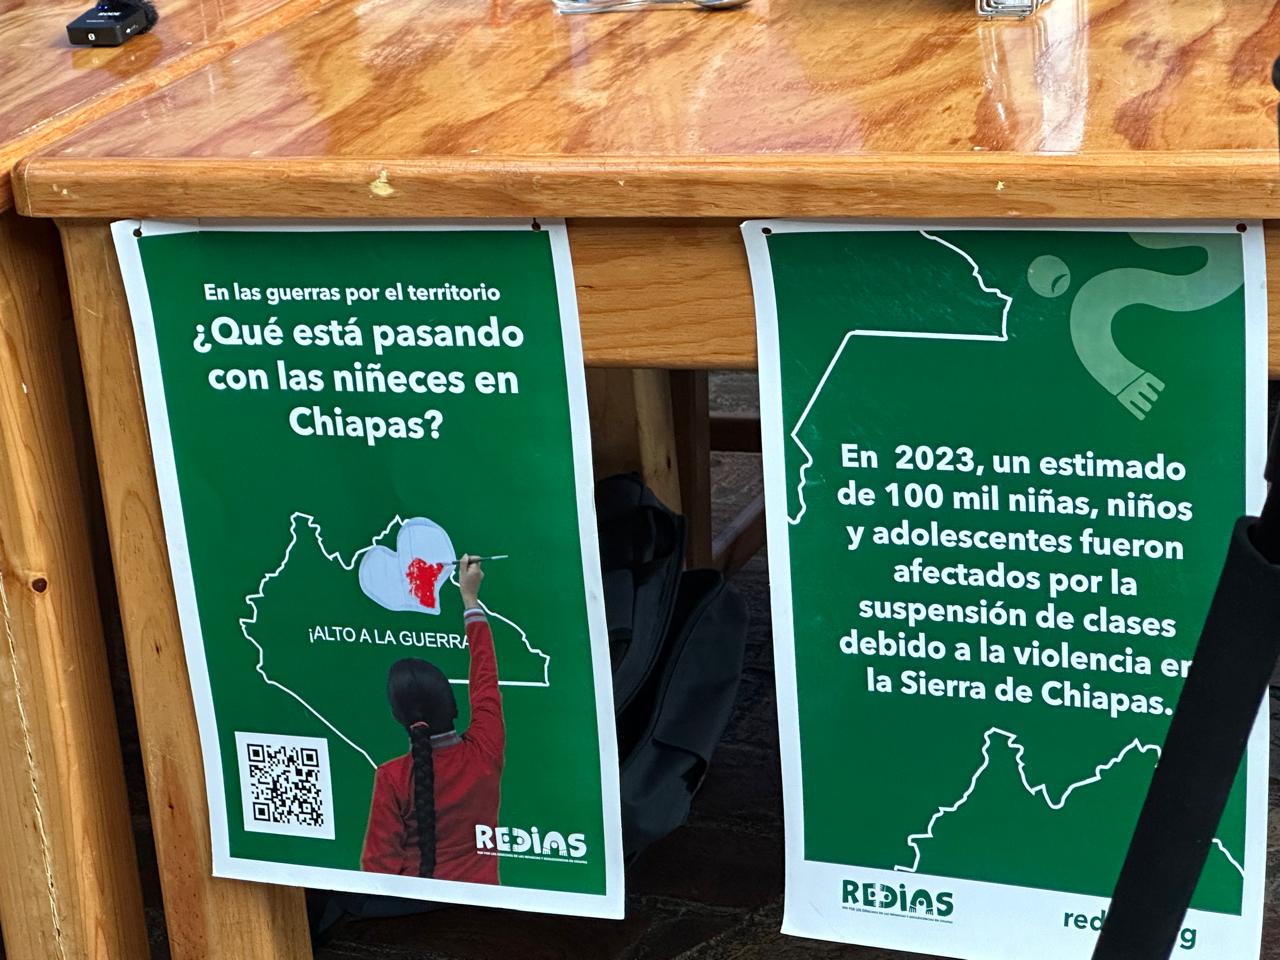 En las guerras por el territorio
¿Qué está pasando
con las niñeces en
Chiapas?
¡ALTO A LA GUERRA
REDiAS
En 2023, un estimado
de 100 mil niñas, niños
y adolescentes fueron
afectados por la
suspensión de clases
debido a la violencia en
la Sierra de Chiapas.
REDiAS